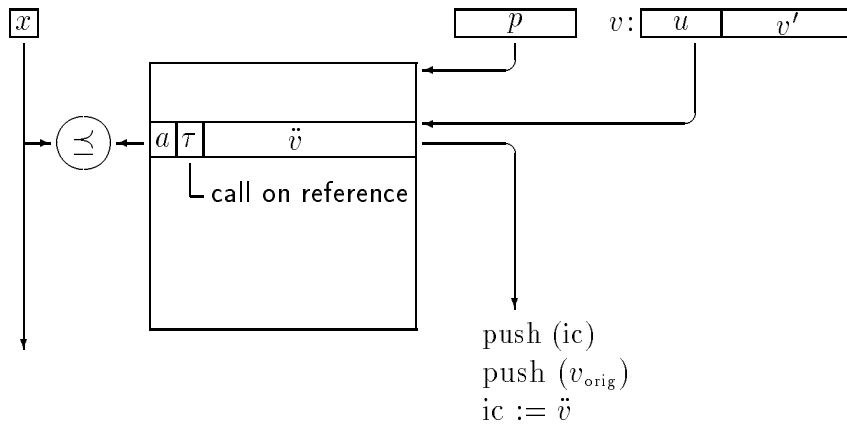 x p v: u v′
⪯ a τ v̈
call on reference
push (ic)
push (v_orig)
ic := v̈